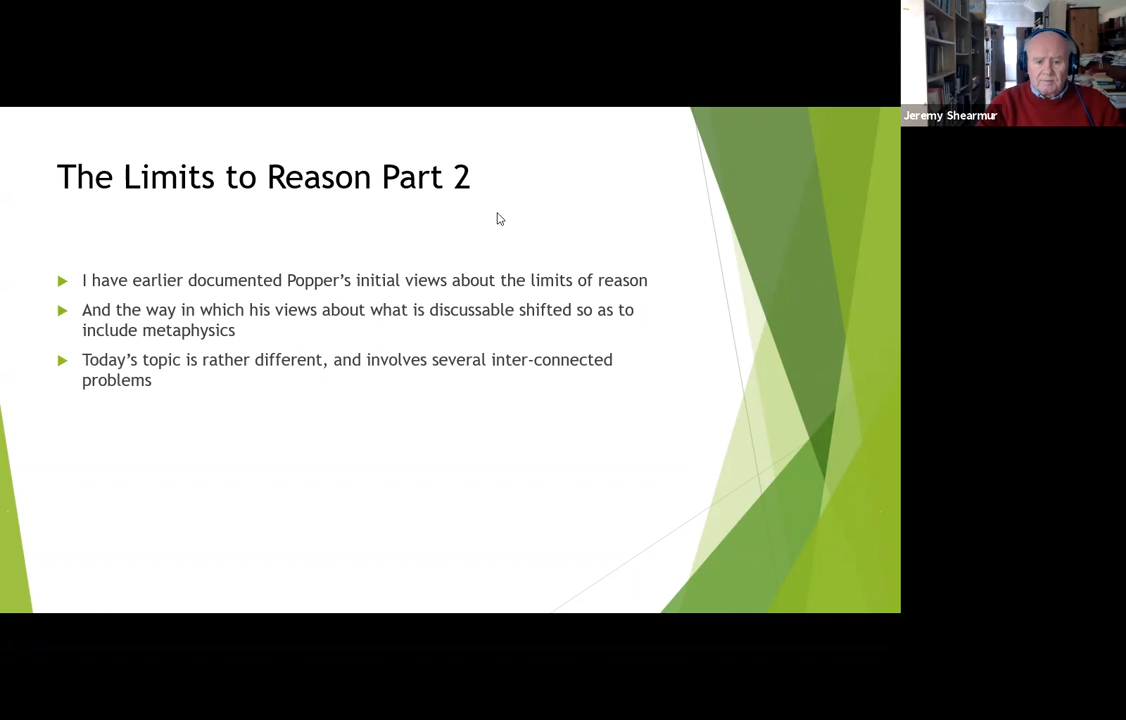 Jeremy Shearmur
The Limits to Reason Part 2
I have earlier documented Popper's initial views about the limits of reason
And the way in which his views about what is discussable shifted so as to
include metaphysics
Today's topic is rather different, and involves several inter-connected
problems